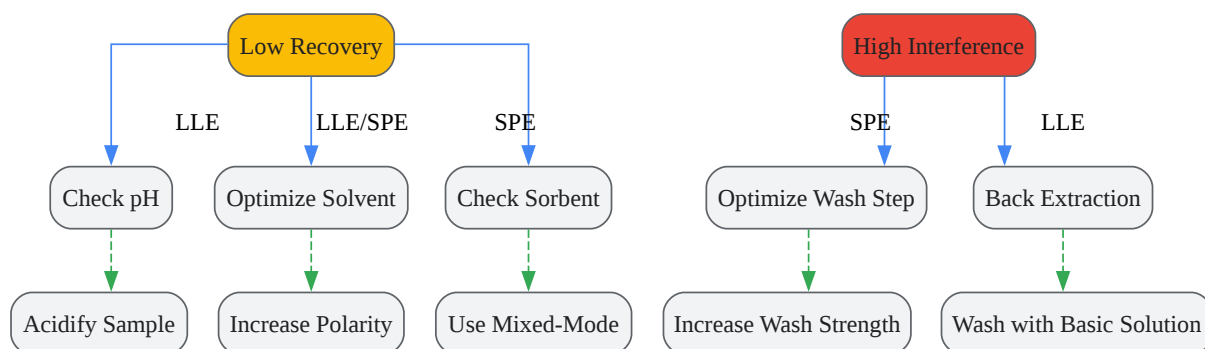 Low Recovery
High Interference
LLE
LLE/SPE
SPE
SPE
LLE
Check pH
Optimize Solvent
Check Sorbent
Optimize Wash Step
Back Extraction
Acidify Sample
Increase Polarity
Use Mixed-Mode
Increase Wash Strength
Wash with Basic Solution